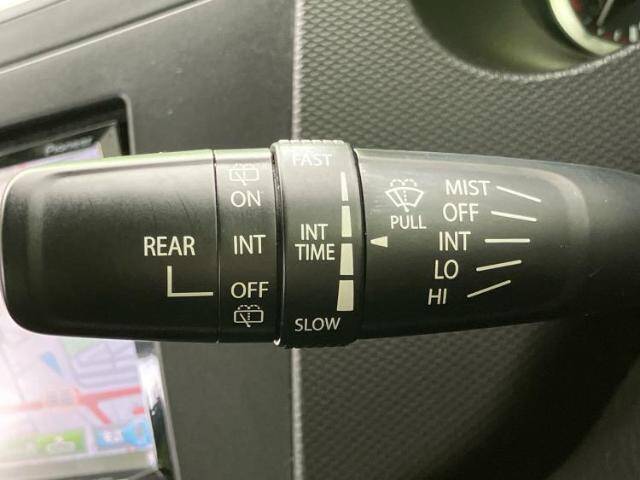 Pioneer
REAR
ON
INT
OFF
FAST
INT
TIME
SLOW
PULL
MIST
OFF
INT
LO
HI